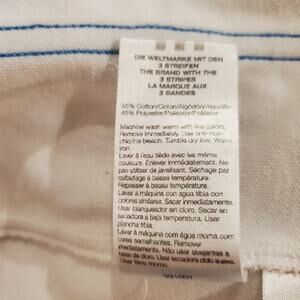 DIE WELTMARKE MIT DEN
3 STREIFEN
THE BRAND WITH THE
3 STRIPES
LA MARQUE AUX
3 BANDES
55% Cotton/Coton/Algodón/Algodão
45% Polyester/Poliéster/Poliéster
Machine wash warm with like colors.
Remove immediately. Use only non-
chlorine bleach. Tumble dry low. Warm
iron.
Lavar à l'eau tiède avec les même
couleurs. Enlever immédiatement. Ne
pas utiliser de javellisant. Séchage par
culbutage à basse température.
Repasser à basse température.
Lavar a máquina con agua tibia con
colores similares. Sacar inmediatamente.
Usar blanqueador sin cloro. Secar en
secadora a baja temperatura. Usar
plancha tibia.
Lavar à máquina com água morna com
cores semelhantes. Remover
imediatamente. Não usar alvejante à
base de cloro. Usar secadora ciclo suave.
Usar ferro morno.